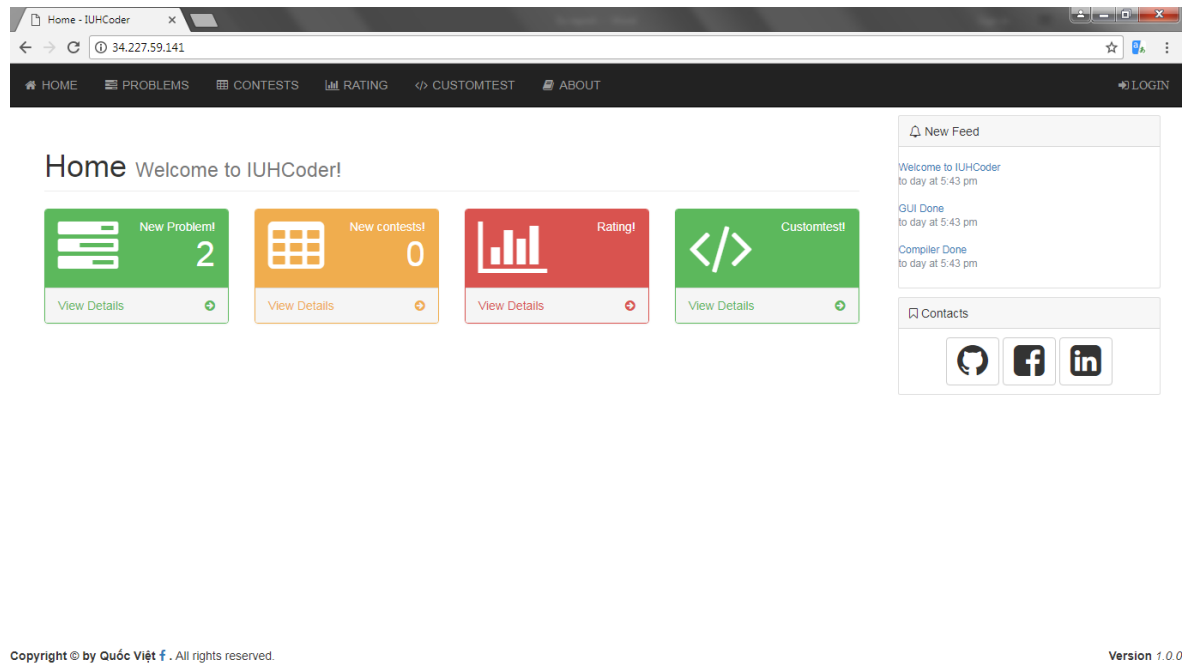 Home - IUHCoder
34.227.59.141
HOME PROBLEMS CONTESTS RATING CUSTOMTEST ABOUT LOGIN
Home Welcome to IUHCoder!
New Problem!
2
View Details
New contests!
0
View Details
Rating!
View Details
Customtest!
View Details
New Feed
Welcome to IUHCoder
to day at 5:43 pm
GUI Done
to day at 5:43 pm
Compiler Done
to day at 5:43 pm
Contacts
Copyright © by Quốc Việt . All rights reserved.
Version 1.0.0